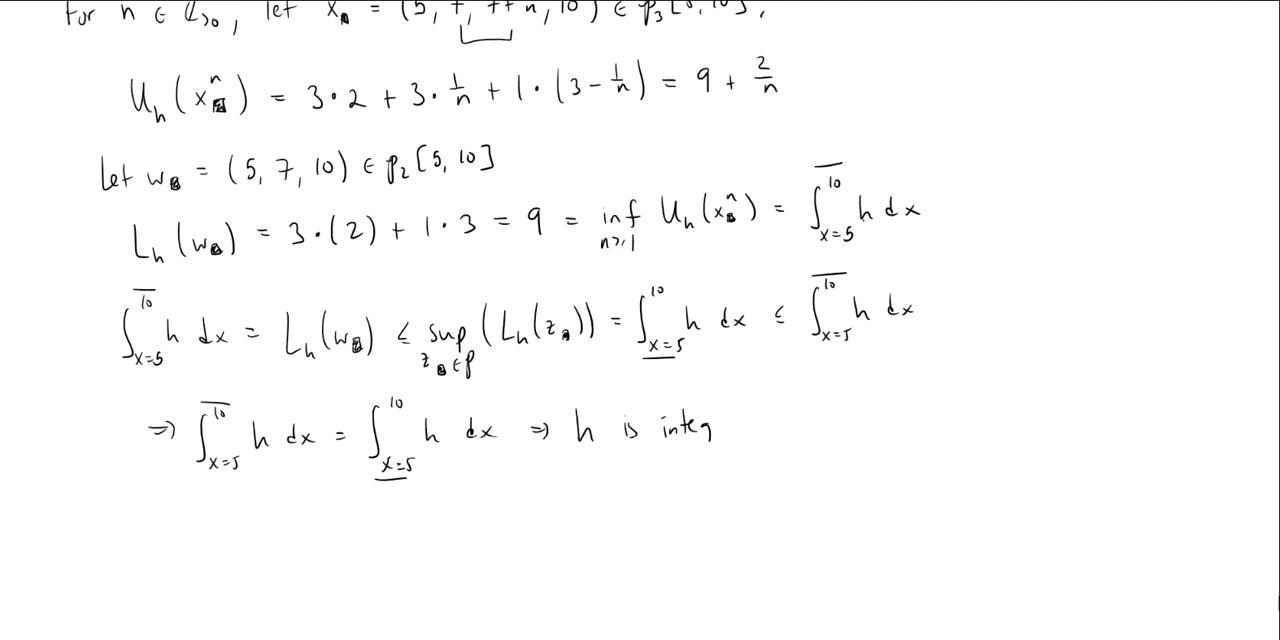 For n ∈ ℤ>0, let x = (5, 7, 7+ n, 10) ∈ P₃[5, 10],
Uₕ(xⁿ) = 3·2 + 3·1/n + 1·(3 − 1/n) = 9 + 2/n
Let w = (5, 7, 10) ∈ P₂[5, 10]
Lₕ(w) = 3·(2) + 1·3 = 9 = inf_{n≥1} Uₕ(xⁿ) = ∫̅_{x=5}^{10} h dx
∫̅_{x=5}^{10} h dx = Lₕ(w) ≤ sup_{z∈P} (Lₕ(z)) = ∫̲_{x=5}^{10} h dx ≤ ∫̅_{x=5}^{10} h dx
⇒ ∫̅_{x=5}^{10} h dx = ∫̲_{x=5}^{10} h dx ⇒ h is integ